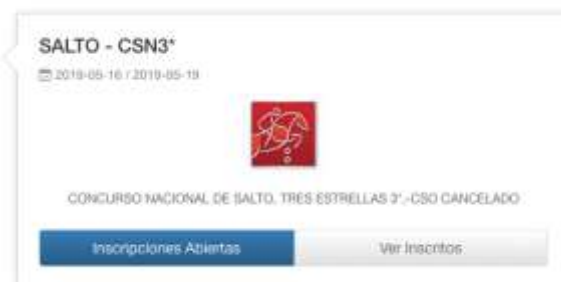 SALTO - CSN3*
2019-05-16 / 2019-05-19
CONCURSO NACIONAL DE SALTO, TRES ESTRELLAS 3*.-CSO CANCELADO
Inscripciones Abiertas
Ver Inscritos